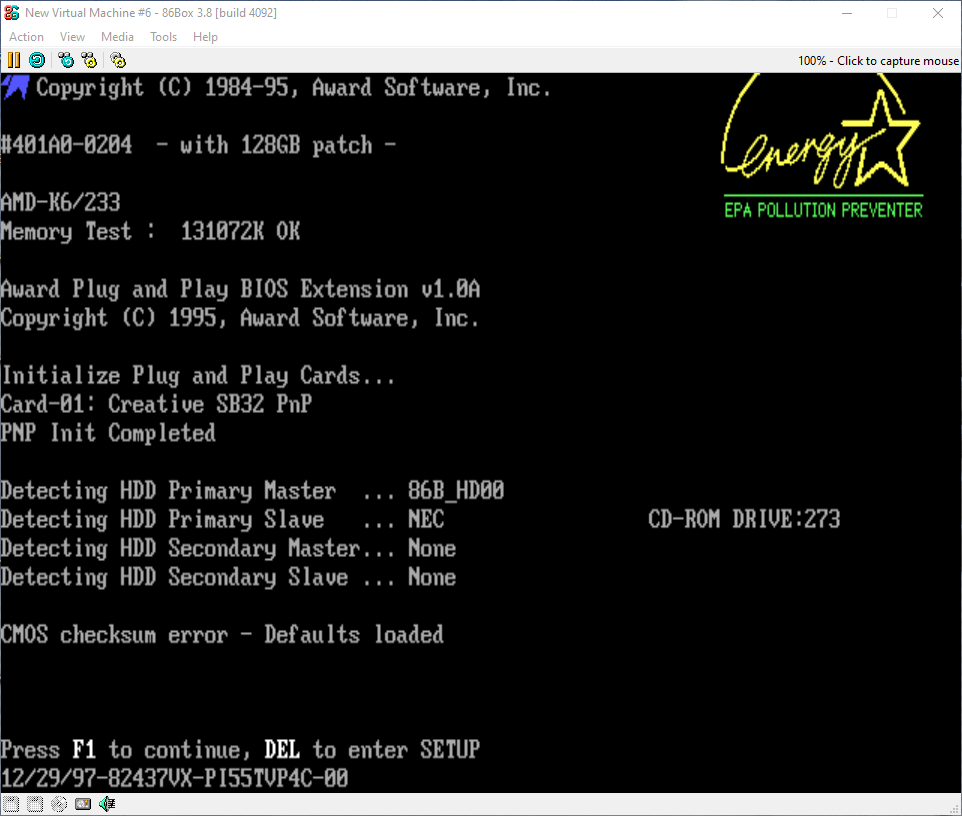 New Virtual Machine #6 - 86Box 3.8 [build 4092]
Action View Media Tools Help
100% - Click to capture mouse
Copyright (C) 1984-95, Award Software, Inc.
#401A0-0204 - with 128GB patch -
energy
EPA POLLUTION PREVENTER
AMD-K6/233
Memory Test : 131072K OK
Award Plug and Play BIOS Extension v1.0A
Copyright (C) 1995, Award Software, Inc.
Initialize Plug and Play Cards...
Card-01: Creative SB32 PnP
PNP Init Completed
Detecting HDD Primary Master ... 86B_HD00
Detecting HDD Primary Slave ... NEC CD-ROM DRIVE:273
Detecting HDD Secondary Master... None
Detecting HDD Secondary Slave ... None
CMOS checksum error - Defaults loaded
Press F1 to continue, DEL to enter SETUP
12/29/97-82437VX-PI55TVP4C-00